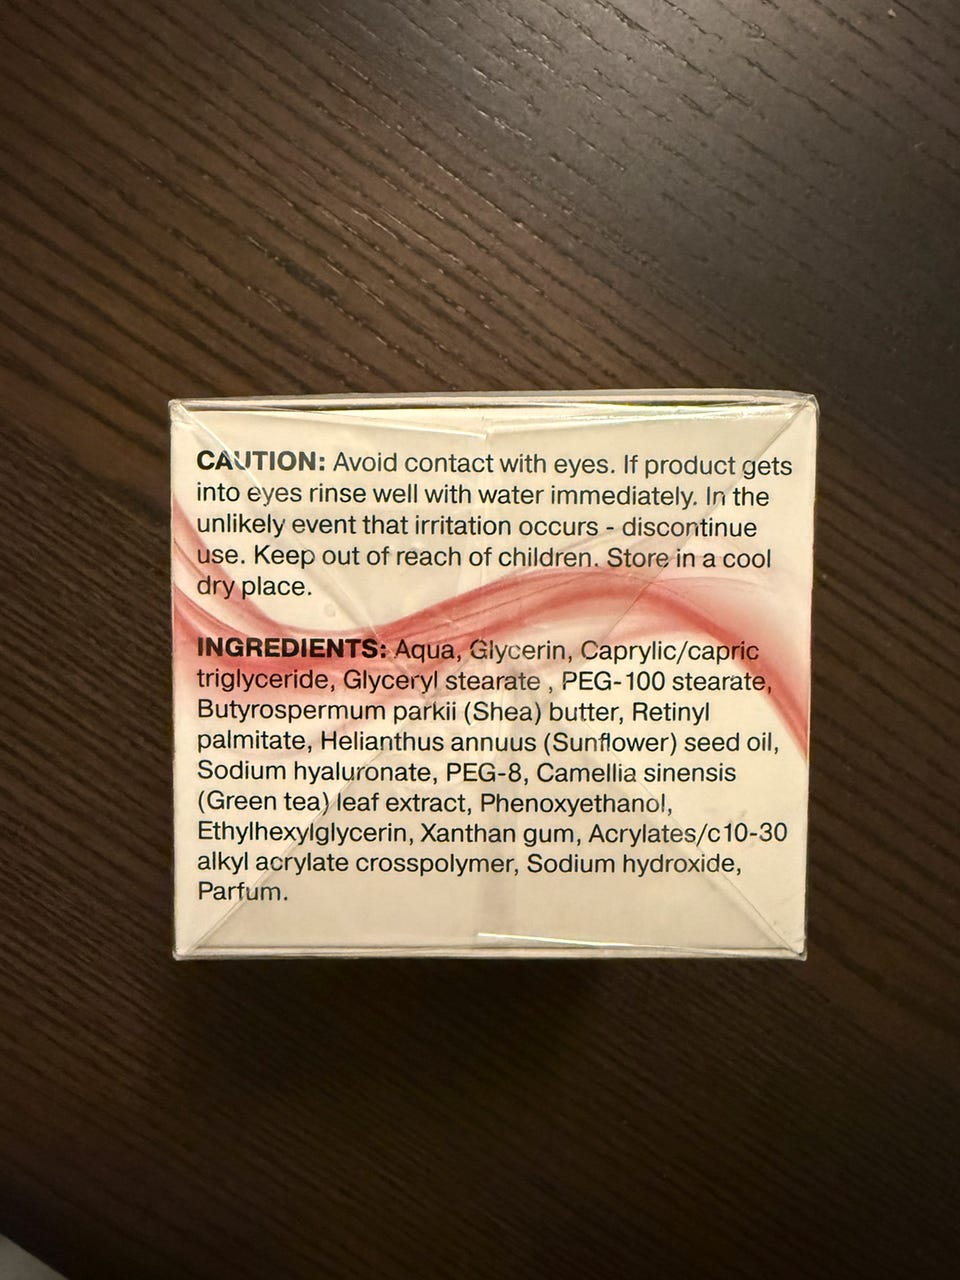 CAUTION: Avoid contact with eyes. If product gets
into eyes rinse well with water immediately. In the
unlikely event that irritation occurs - discontinue
use. Keep out of reach of children. Store in a cool
dry place.
INGREDIENTS: Aqua, Glycerin, Caprylic/capric
triglyceride, Glyceryl stearate , PEG-100 stearate,
Butyrospermum parkii (Shea) butter, Retinyl
palmitate, Helianthus annuus (Sunflower) seed oil,
Sodium hyaluronate, PEG-8, Camellia sinensis
(Green tea) leaf extract, Phenoxyethanol,
Ethylhexylglycerin, Xanthan gum, Acrylates/c10-30
alkyl acrylate crosspolymer, Sodium hydroxide,
Parfum.